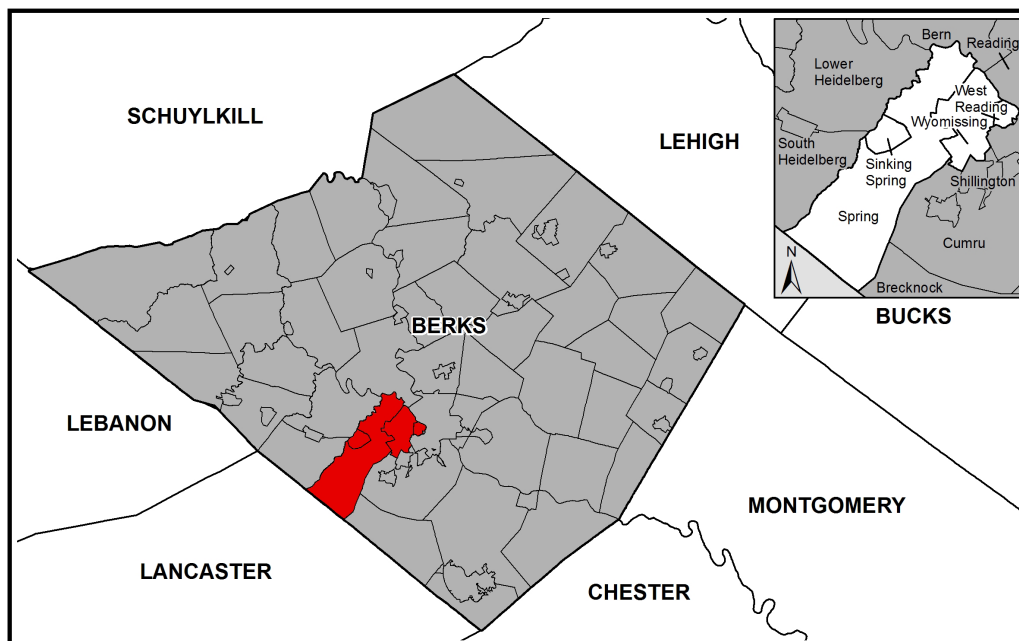 SCHUYLKILL
LEHIGH
BERKS
LEBANON
LANCASTER
CHESTER
MONTGOMERY
BUCKS
Bern
Reading
Lower
Heidelberg
West
Reading
Wyomissing
South
Heidelberg
Sinking
Spring
Shillington
Spring
Cumru
N
Brecknock